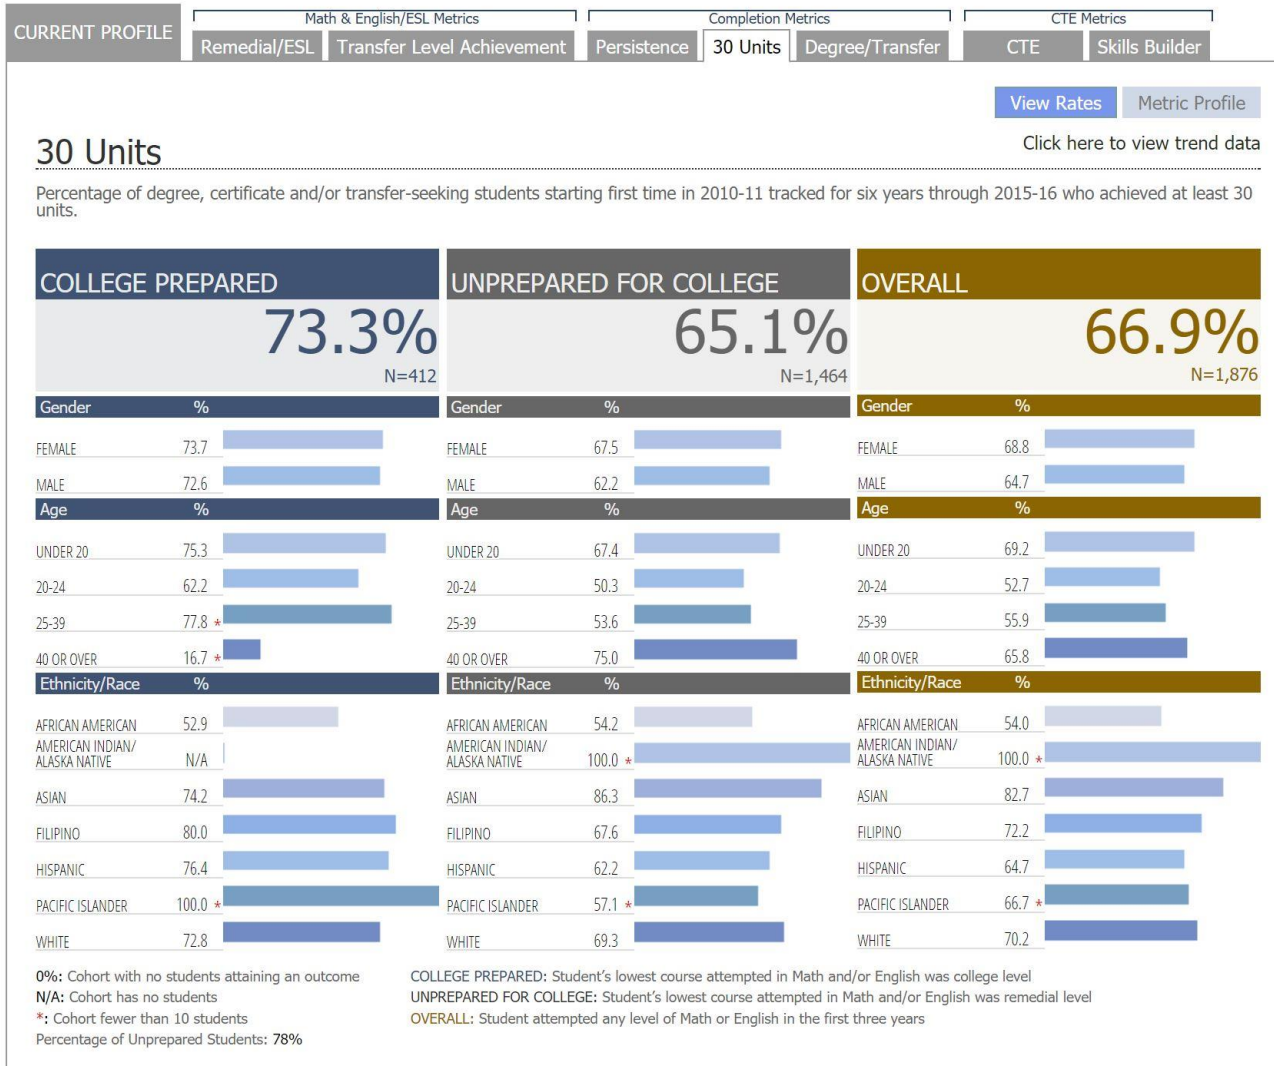 CURRENT PROFILE
Math & English/ESL Metrics
Completion Metrics
CTE Metrics
Remedial/ESL
Transfer Level Achievement
Persistence
30 Units
Degree/Transfer
CTE
Skills Builder
View Rates
Metric Profile
30 Units
Click here to view trend data
Percentage of degree, certificate and/or transfer-seeking students starting first time in 2010-11 tracked for six years through 2015-16 who achieved at least 30
units.
COLLEGE PREPARED
73.3%
N=412
Gender %
FEMALE 73.7
MALE 72.6
Age %
UNDER 20 75.3
20-24 62.2
25-39 77.8 *
40 OR OVER 16.7 *
Ethnicity/Race %
AFRICAN AMERICAN 52.9
AMERICAN INDIAN/
ALASKA NATIVE N/A
ASIAN 74.2
FILIPINO 80.0
HISPANIC 76.4
PACIFIC ISLANDER 100.0 *
WHITE 72.8
UNPREPARED FOR COLLEGE
65.1%
N=1,464
Gender %
FEMALE 67.5
MALE 62.2
Age %
UNDER 20 67.4
20-24 50.3
25-39 53.6
40 OR OVER 75.0
Ethnicity/Race %
AFRICAN AMERICAN 54.2
AMERICAN INDIAN/
ALASKA NATIVE 100.0 *
ASIAN 86.3
FILIPINO 67.6
HISPANIC 62.2
PACIFIC ISLANDER 57.1 *
WHITE 69.3
OVERALL
66.9%
N=1,876
Gender %
FEMALE 68.8
MALE 64.7
Age %
UNDER 20 69.2
20-24 52.7
25-39 55.9
40 OR OVER 65.8
Ethnicity/Race %
AFRICAN AMERICAN 54.0
AMERICAN INDIAN/
ALASKA NATIVE 100.0 *
ASIAN 82.7
FILIPINO 72.2
HISPANIC 64.7
PACIFIC ISLANDER 66.7 *
WHITE 70.2
0%: Cohort with no students attaining an outcome
N/A: Cohort has no students
*: Cohort fewer than 10 students
Percentage of Unprepared Students: 78%
COLLEGE PREPARED: Student's lowest course attempted in Math and/or English was college level
UNPREPARED FOR COLLEGE: Student's lowest course attempted in Math and/or English was remedial level
OVERALL: Student attempted any level of Math or English in the first three years